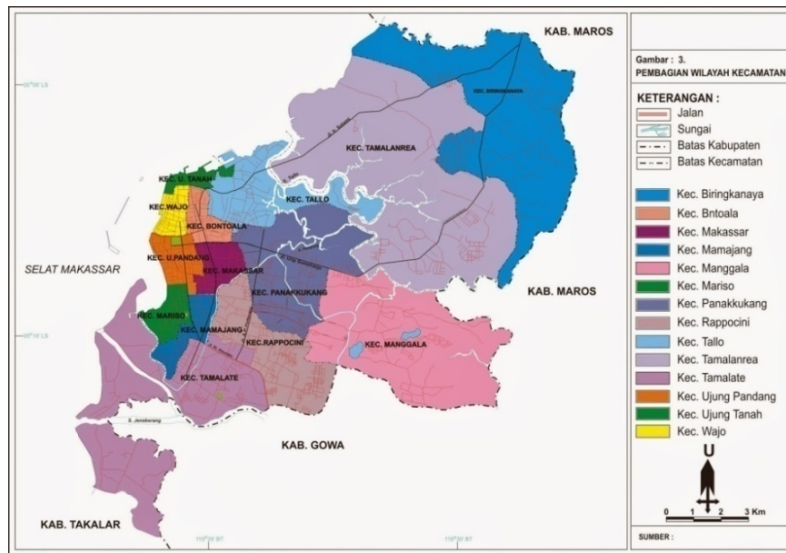 KAB. MAROS
KEC. BIRINGKANAYA
KEC. TAMALANREA
KEC. U. TANAH
KEC. TALLO
KEC.WAJO
KEC. BONTOALA
KEC. U.PANDANG
KEC. MAKASSAR
SELAT MAKASSAR
KAB. MAROS
KEC. PANAKKUKANG
KEC. MARISO
KEC. MAMAJANG
KEC.RAPPOCINI
KEC. MANGGALA
KEC. TAMALATE
S. Jeneberang
KAB. GOWA
KAB. TAKALAR
Gambar : 3.
PEMBAGIAN WILAYAH KECAMATAN
KETERANGAN :
Jalan
Sungai
Batas Kabupaten
Batas Kecamatan
Kec. Biringkanaya
Kec. Bntoala
Kec. Makassar
Kec. Mamajang
Kec. Manggala
Kec. Mariso
Kec. Panakkukang
Kec. Rappocini
Kec. Tallo
Kec. Tamalanrea
Kec. Tamalate
Kec. Ujung Pandang
Kec. Ujung Tanah
Kec. Wajo
U
0 1 2 3 Km
SUMBER :